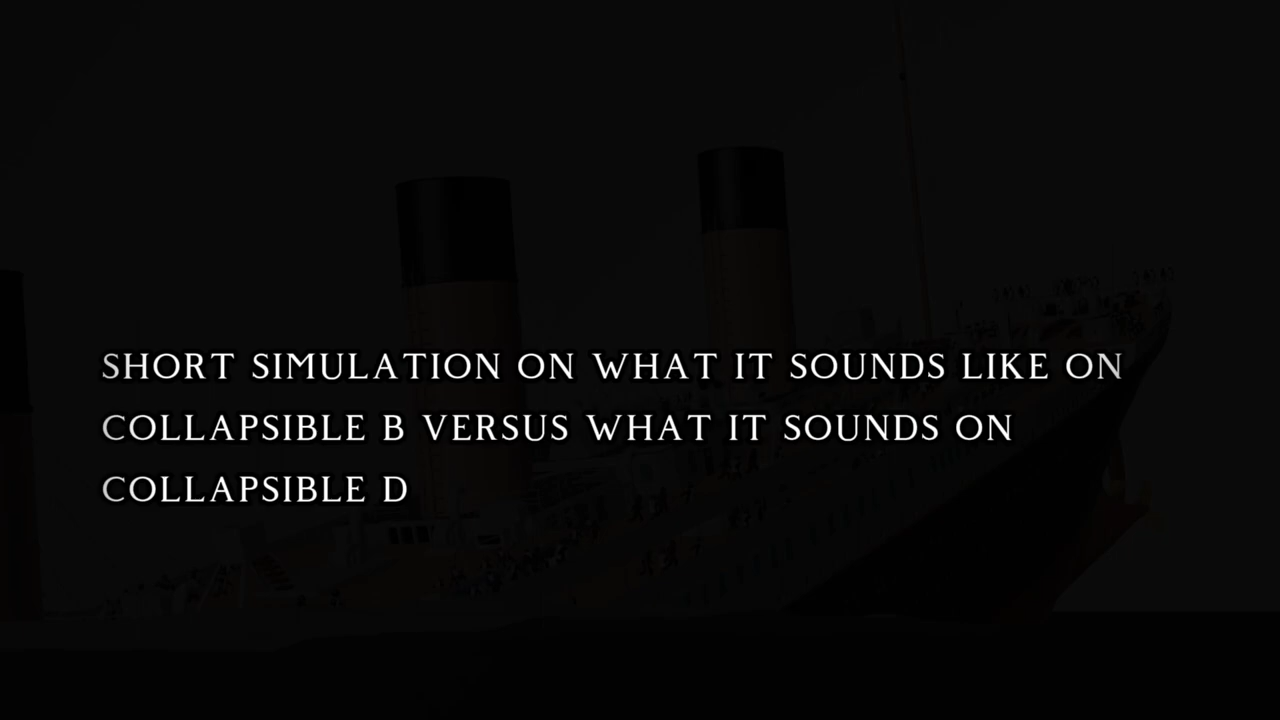 SHORT SIMULATION ON WHAT IT SOUNDS LIKE ON
COLLAPSIBLE B VERSUS WHAT IT SOUNDS ON
COLLAPSIBLE D